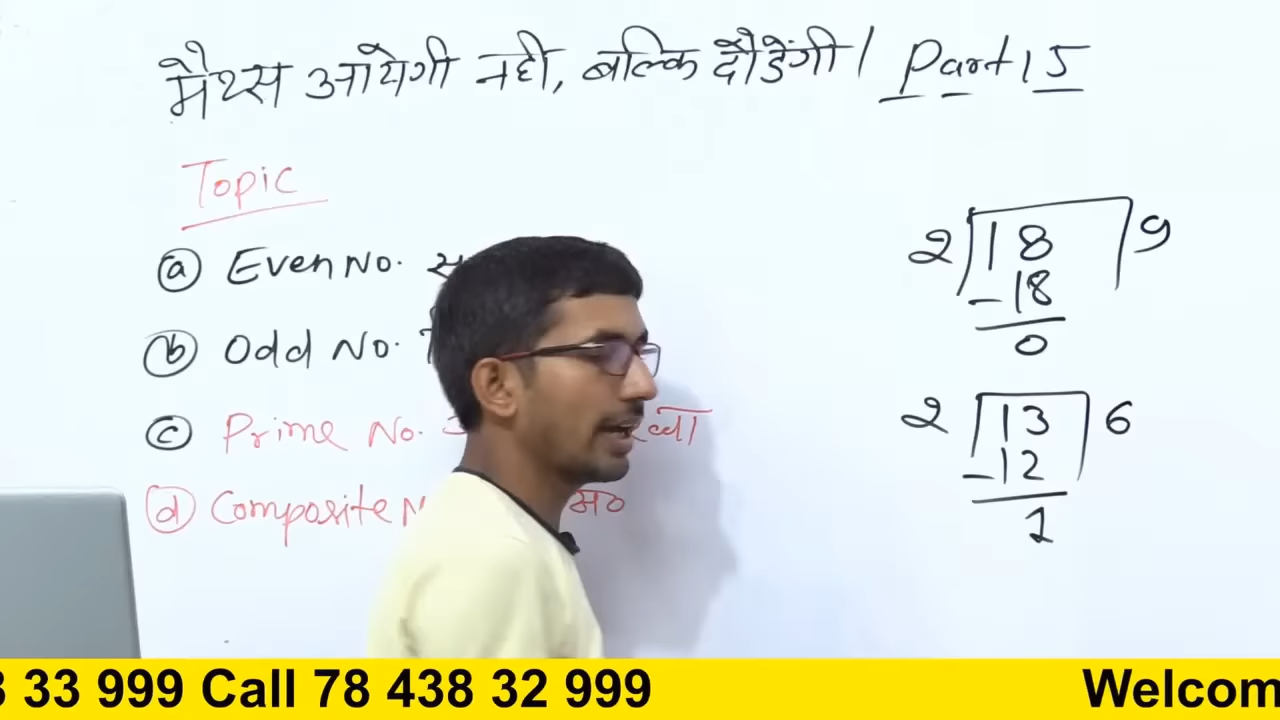 मैथ्स आयेगी नही, बल्कि दौडेंगी। Part 15
Topic
(a) Even No.
(b) Odd No.
(c) Prime No.
(d) Composite
2 18 9
-18
0
2 13 6
-12
1
33 999 Call 78 438 32 999
Welcom